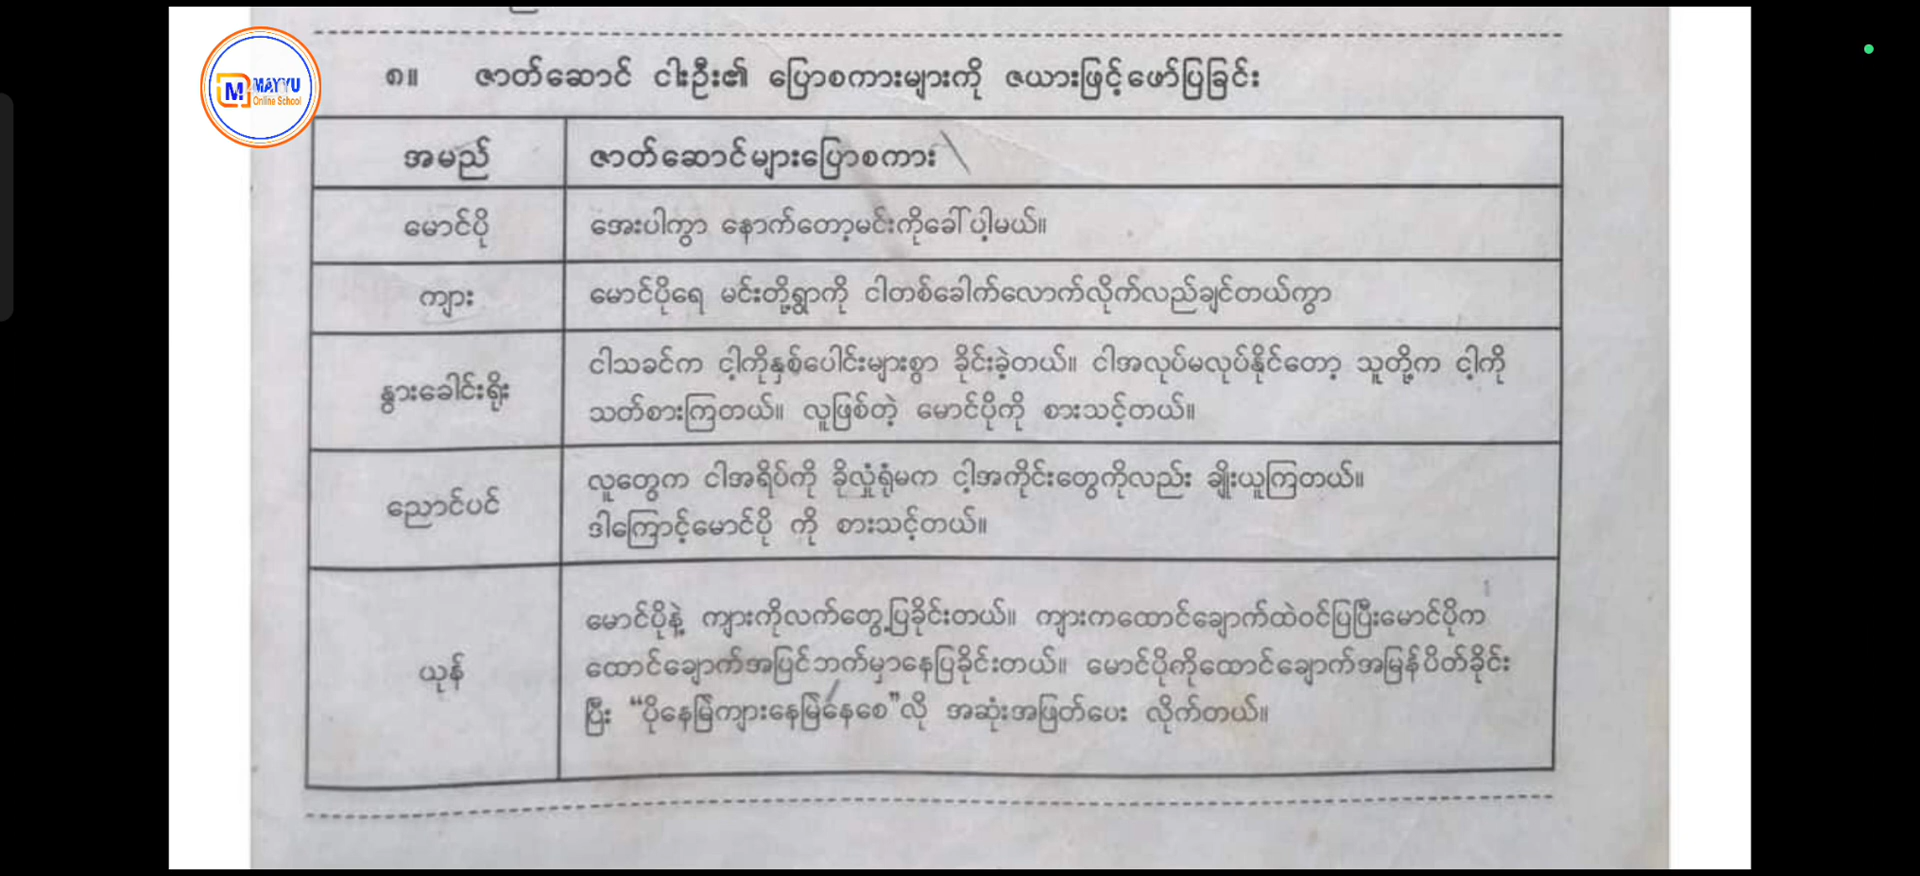 MAYYU
Online School
၈။ ဇာတ်ဆောင် ငါးဦး၏ ပြောစကားများကို ဇယားဖြင့်ဖော်ပြခြင်း
အမည် ဇာတ်ဆောင်များပြောစကား
မောင်ပို အေးပါကွာ နောက်တော့မင်းကိုခေါ်ပါ့မယ်။
ကျား မောင်ပိုရေ မင်းတို့ရွာကို ငါတစ်ခေါက်လောက်လိုက်လည်ချင်တယ်ကွာ
နွားခေါင်းရိုး ငါသခင်က ငါ့ကိုနှစ်ပေါင်းများစွာ ခိုင်းခဲ့တယ်။ ငါအလုပ်မလုပ်နိုင်တော့ သူတို့က ငါ့ကို
သတ်စားကြတယ်။ လူဖြစ်တဲ့ မောင်ပိုကို စားသင့်တယ်။
ညောင်ပင် လူတွေက ငါအရိပ်ကို ခိုလှုံရုံမက ငါ့အကိုင်းတွေကိုလည်း ချိုးယူကြတယ်။
ဒါကြောင့်မောင်ပို ကို စားသင့်တယ်။
ယုန် မောင်ပိုနဲ့ ကျားကိုလက်တွေ့ပြခိုင်းတယ်။ ကျားကထောင်ချောက်ထဲဝင်ပြပြီးမောင်ပိုက
ထောင်ချောက်အပြင်ဘက်မှာနေပြခိုင်းတယ်။ မောင်ပိုကိုထောင်ချောက်အမြန်ပိတ်ခိုင်း
ပြီး “ပိုနေမြဲကျားနေမြဲနေစေ”လို အဆုံးအဖြတ်ပေး လိုက်တယ်။